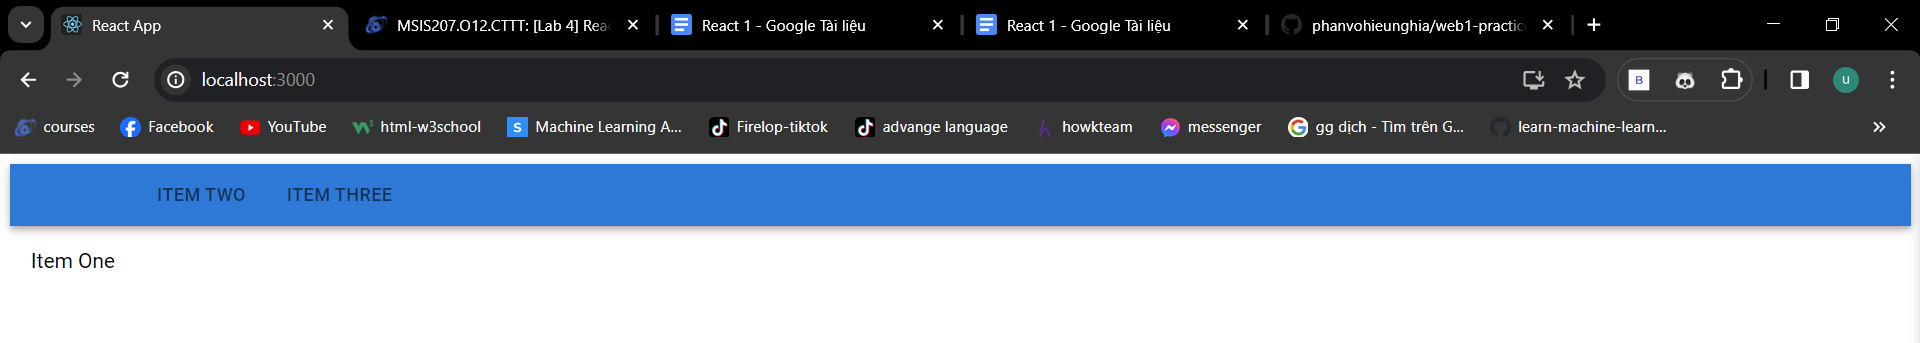 React App
MSIS207.O12.CTTT: [Lab 4] Rea
React 1 - Google Tài liệu
React 1 - Google Tài liệu
phanvohieunghia/web1-practic
localhost:3000
B
u
courses
Facebook
YouTube
html-w3school
S
Machine Learning A...
Firelop-tiktok
advange language
howkteam
messenger
gg dịch - Tìm trên G...
learn-machine-learn...
ITEM TWO
ITEM THREE
Item One